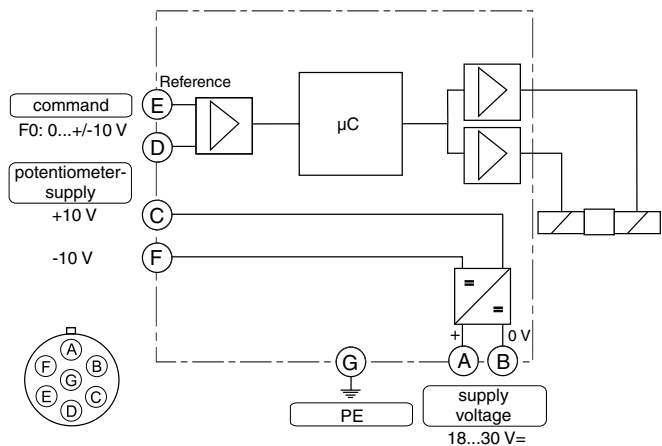 Reference
command
E
F0: 0...+/-10 V
µC
D
potentiometer-
supply
+10 V
C
-10 V
F
=
=
+
0 V
G
A
B
PE
supply
voltage
18...30 V=
A
F
B
G
E
C
D